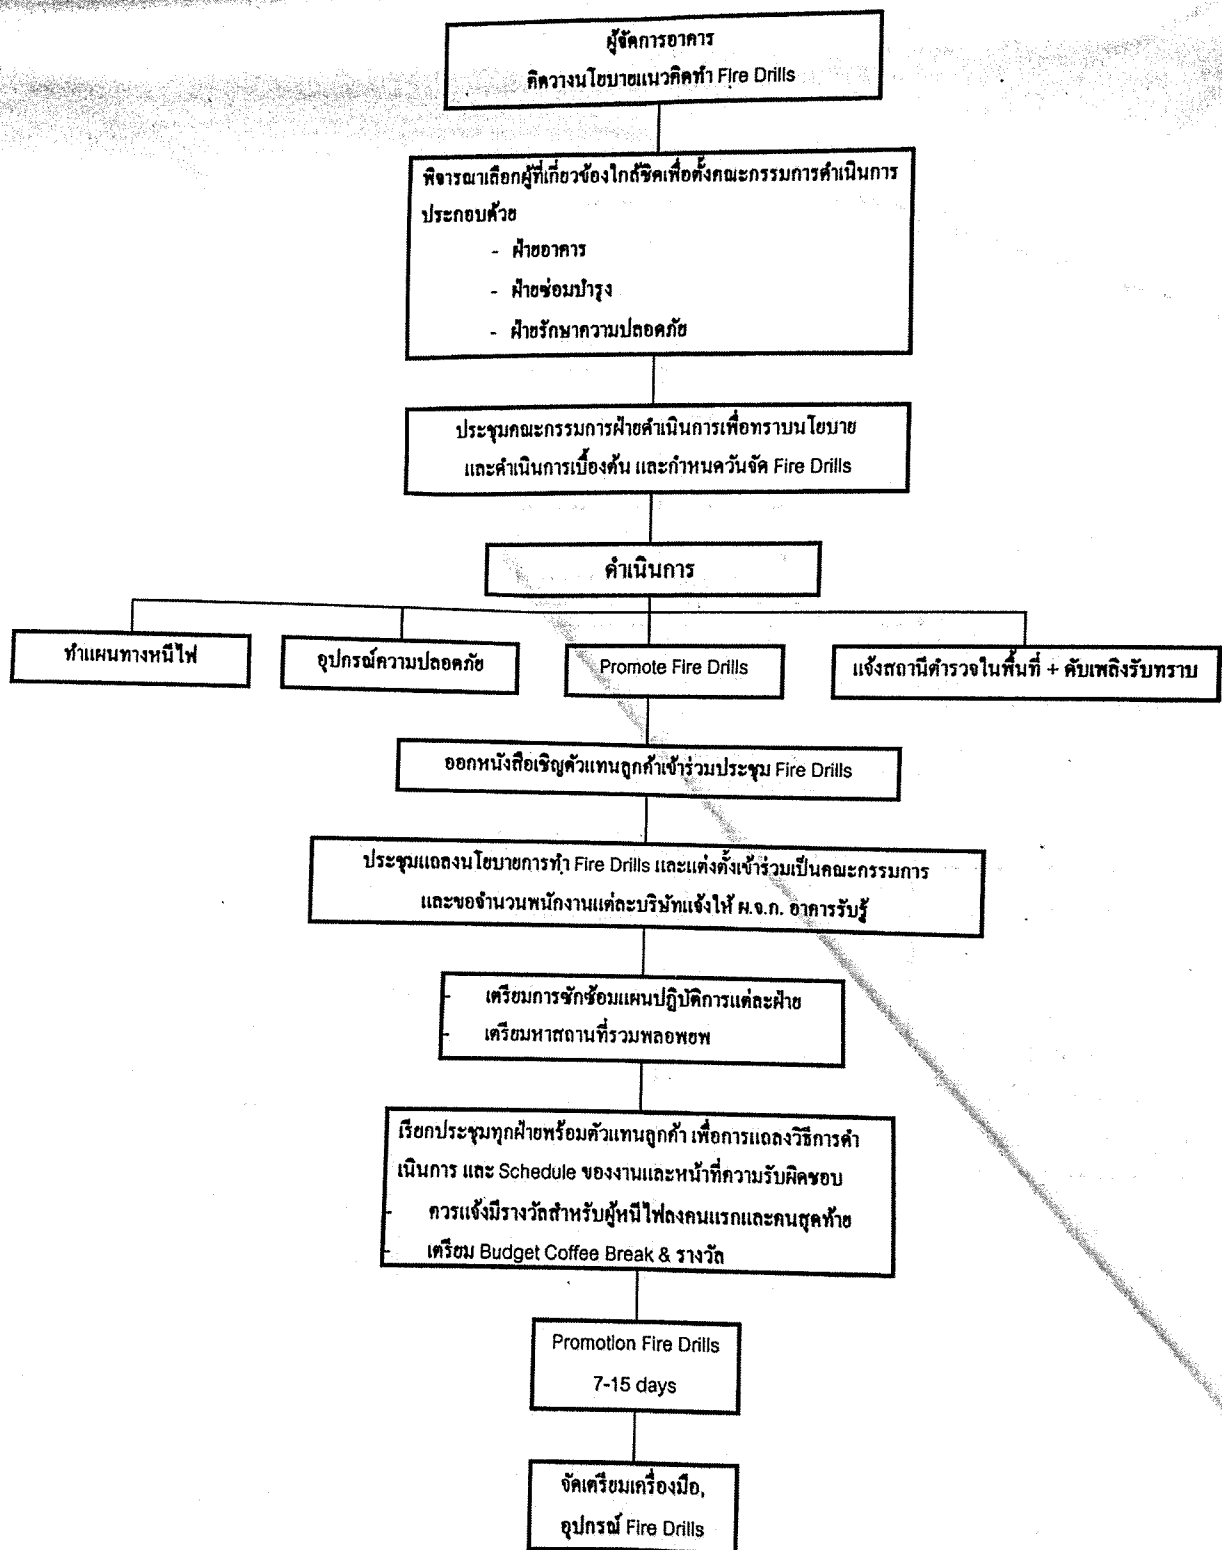 ผู้จัดการอาคาร
คิดวางนโยบายแนวคิดทำ Fire Drills
พิจารณาเลือกผู้ที่เกี่ยวข้องใกล้ชิดเพื่อตั้งคณะกรรมการดำเนินการ
ประกอบด้วย
- ฝ่ายอาคาร
- ฝ่ายซ่อมบำรุง
- ฝ่ายรักษาความปลอดภัย
ประชุมคณะกรรมการฝ่ายดำเนินการเพื่อทราบนโยบาย
และดำเนินการเบื้องต้น และกำหนดวันจัด Fire Drills
ดำเนินการ
ทำแผนทางหนีไฟ
อุปกรณ์ความปลอดภัย
Promote Fire Drills
แจ้งสถานีตำรวจในพื้นที่ + ดับเพลิงรับทราบ
ออกหนังสือเชิญตัวแทนลูกค้าเข้าร่วมประชุม Fire Drills
ประชุมแถลงนโยบายการทำ Fire Drills และแต่งตั้งเข้าร่วมเป็นคณะกรรมการ
และขอจำนวนพนักงานแต่ละบริษัทแจ้งให้ ผ.จ.ก. อาคารรับรู้
- เตรียมการซักซ้อมแผนปฏิบัติการแต่ละฝ่าย
- เตรียมหาสถานที่รวมพลอพยพ
เรียกประชุมทุกฝ่ายพร้อมตัวแทนลูกค้า เพื่อการแถลงวิธีการดำ
เนินการ และ Schedule ของงานและหน้าที่ความรับผิดชอบ
- ควรแจ้งมีรางวัลสำหรับผู้หนีไฟลงคนแรกและคนสุดท้าย
- เตรียม Budget Coffee Break & รางวัล
Promotion Fire Drills
7-15 days
จัดเตรียมเครื่องมือ,
อุปกรณ์ Fire Drills